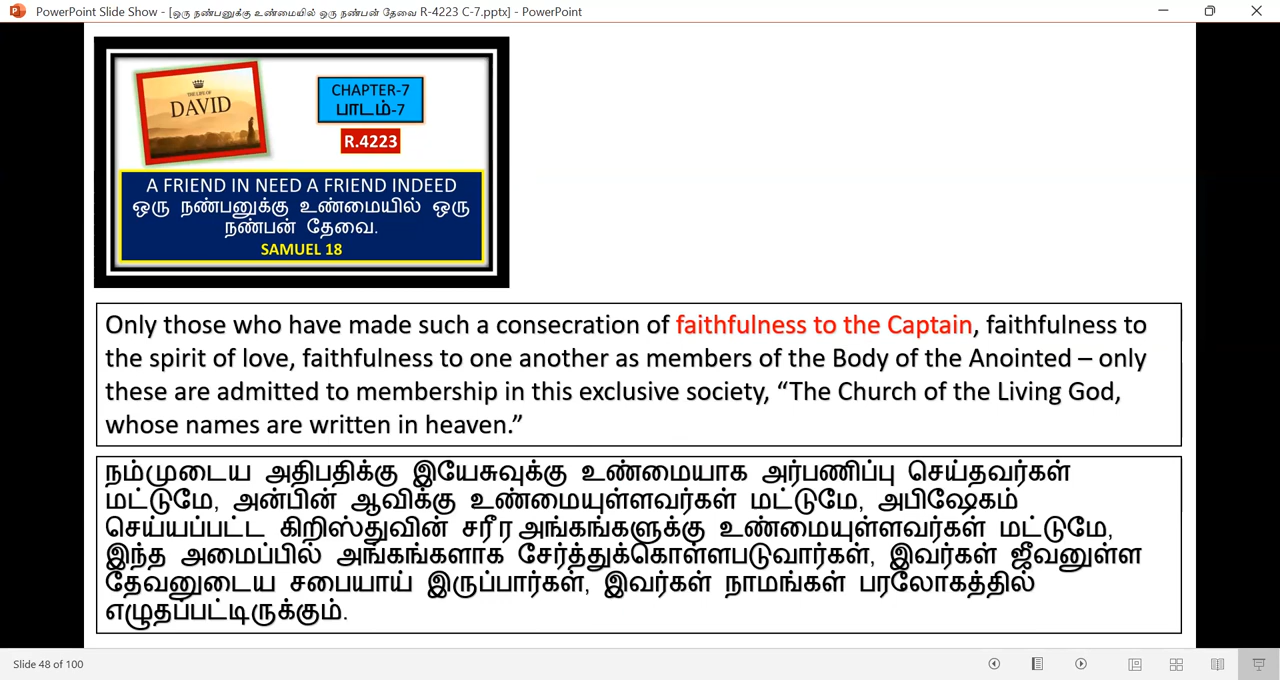 PowerPoint Slide Show - [ஒரு நண்பனுக்கு உண்மையில் ஒரு நண்பன் தேவை R-4223 C-7.pptx] - PowerPoint
THE LIFE OF
DAVID
CHAPTER-7
பாடம்-7
R.4223
A FRIEND IN NEED A FRIEND INDEED
ஒரு நண்பனுக்கு உண்மையில் ஒரு
நண்பன் தேவை.
SAMUEL 18
Only those who have made such a consecration of faithfulness to the Captain, faithfulness to
the spirit of love, faithfulness to one another as members of the Body of the Anointed – only
these are admitted to membership in this exclusive society, “The Church of the Living God,
whose names are written in heaven.”
நம்முடைய அதிபதிக்கு இயேசுவுக்கு உண்மையாக அர்பணிப்பு செய்தவர்கள்
மட்டுமே, அன்பின் ஆவிக்கு உண்மையுள்ளவர்கள் மட்டுமே, அபிஷேகம்
செய்யப்பட்ட கிறிஸ்துவின் சரீர அங்கங்களுக்கு உண்மையுள்ளவர்கள் மட்டுமே,
இந்த அமைப்பில் அங்கங்களாக சேர்த்துக்கொள்ளபடுவார்கள், இவர்கள் ஜீவனுள்ள
தேவனுடைய சபையாய் இருப்பார்கள், இவர்கள் நாமங்கள் பரலோகத்தில்
எழுதப்பட்டிருக்கும்.
Slide 48 of 100